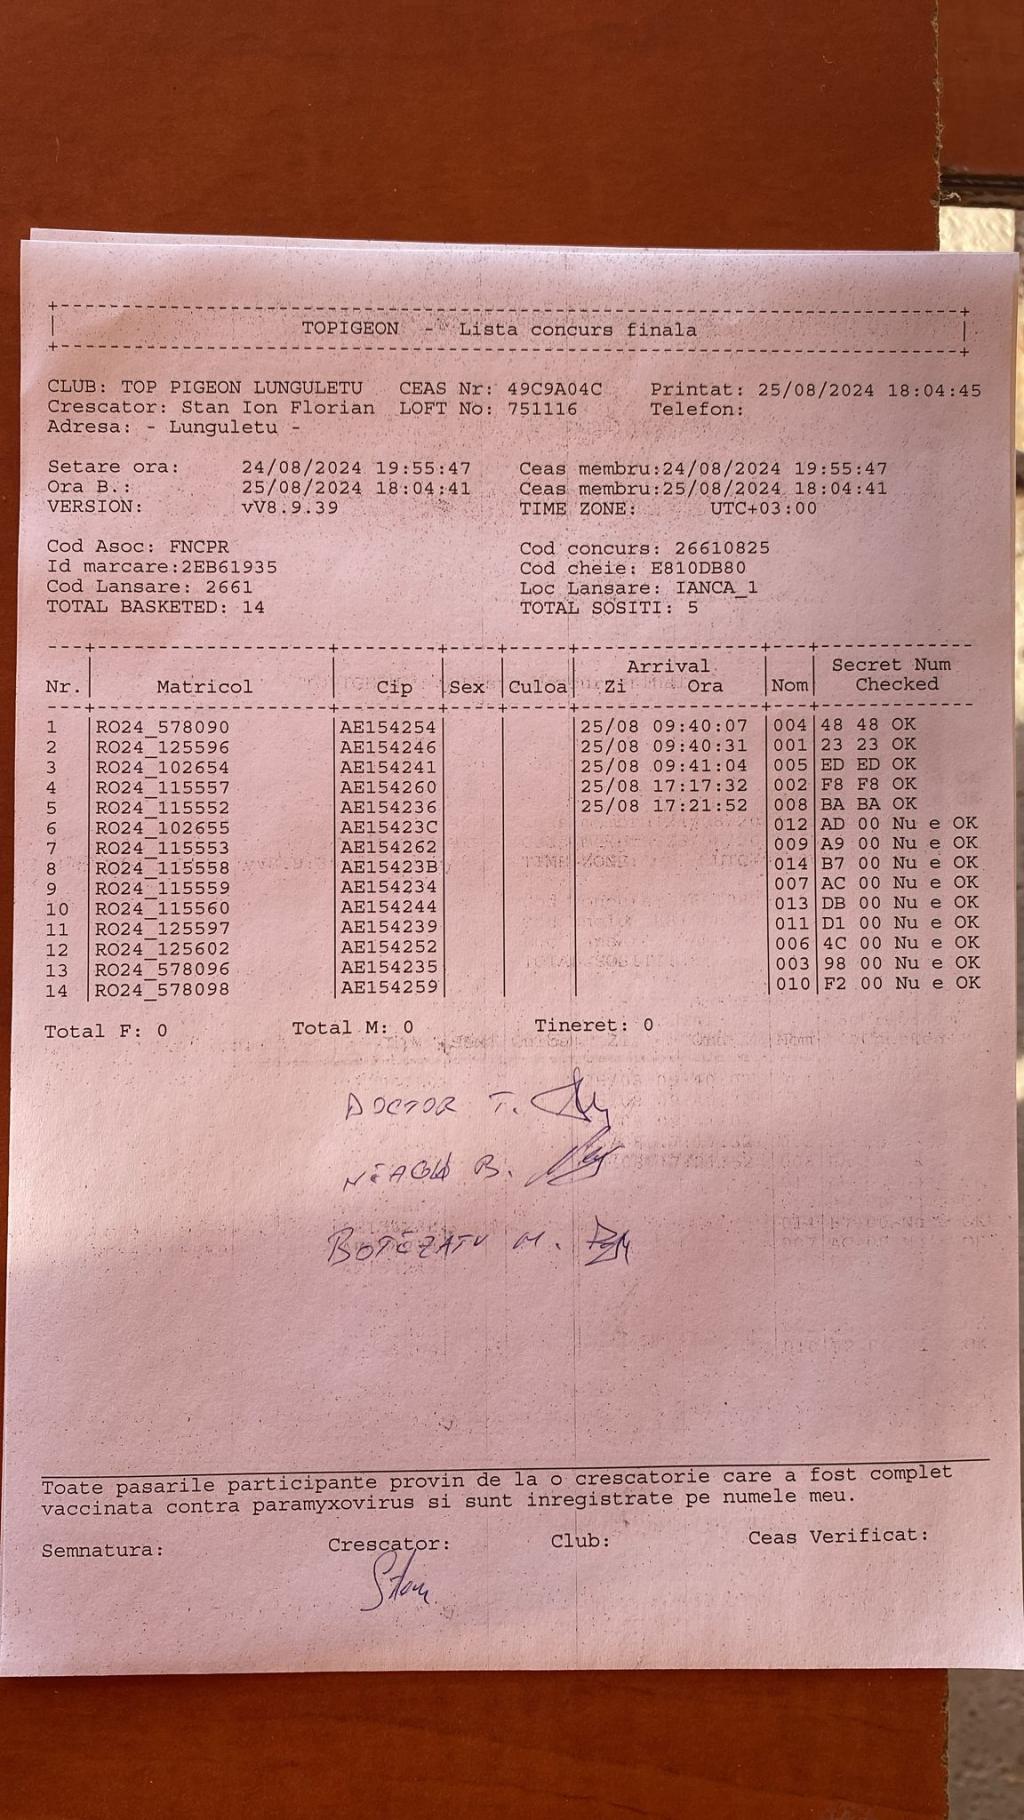 TOPIGEON - Lista concurs finala
CLUB: TOP PIGEON LUNGULETU CEAS Nr: 49C9A04C Printat: 25/08/2024 18:04:45
Crescator: Stan Ion Florian LOFT No: 751116 Telefon:
Adresa: - Lunguletu -
Setare ora: 24/08/2024 19:55:47 Ceas membru:24/08/2024 19:55:47
Ora B.: 25/08/2024 18:04:41 Ceas membru:25/08/2024 18:04:41
VERSION: vV8.9.39 TIME ZONE: UTC+03:00
Cod Asoc: FNCPR Cod concurs: 26610825
Id marcare:2EB61935 Cod cheie: E810DB80
Cod Lansare: 2661 Loc Lansare: IANCA_1
TOTAL BASKETED: 14 TOTAL SOSITI: 5
Arrival Secret Num
Nr. Matricol Cip Sex Culoa Zi Ora Nom Checked
1 RO24_578090 AE154254 25/08 09:40:07 004 48 48 OK
2 RO24_125596 AE154246 25/08 09:40:31 001 23 23 OK
3 RO24_102654 AE154241 25/08 09:41:04 005 ED ED OK
4 RO24_115557 AE154260 25/08 17:17:32 002 F8 F8 OK
5 RO24_115552 AE154236 25/08 17:21:52 008 BA BA OK
6 RO24_102655 AE15423C 012 AD 00 Nu e OK
7 RO24_115553 AE154262 009 A9 00 Nu e OK
8 RO24_115558 AE15423B 014 B7 00 Nu e OK
9 RO24_115559 AE154234 007 AC 00 Nu e OK
10 RO24_115560 AE154244 013 DB 00 Nu e OK
11 RO24_125597 AE154239 011 D1 00 Nu e OK
12 RO24_125602 AE154252 006 4C 00 Nu e OK
13 RO24_578096 AE154235 003 98 00 Nu e OK
14 RO24_578098 AE154259 010 F2 00 Nu e OK
Total F: 0 Total M: 0 Tineret: 0
DOCTOR T.
NEAGU B.
BOTEZATU M.
Toate pasarile participante provin de la o crescatorie care a fost complet
vaccinata contra paramyxovirus si sunt inregistrate pe numele meu.
Semnatura: Crescator: Club: Ceas Verificat:
Stan